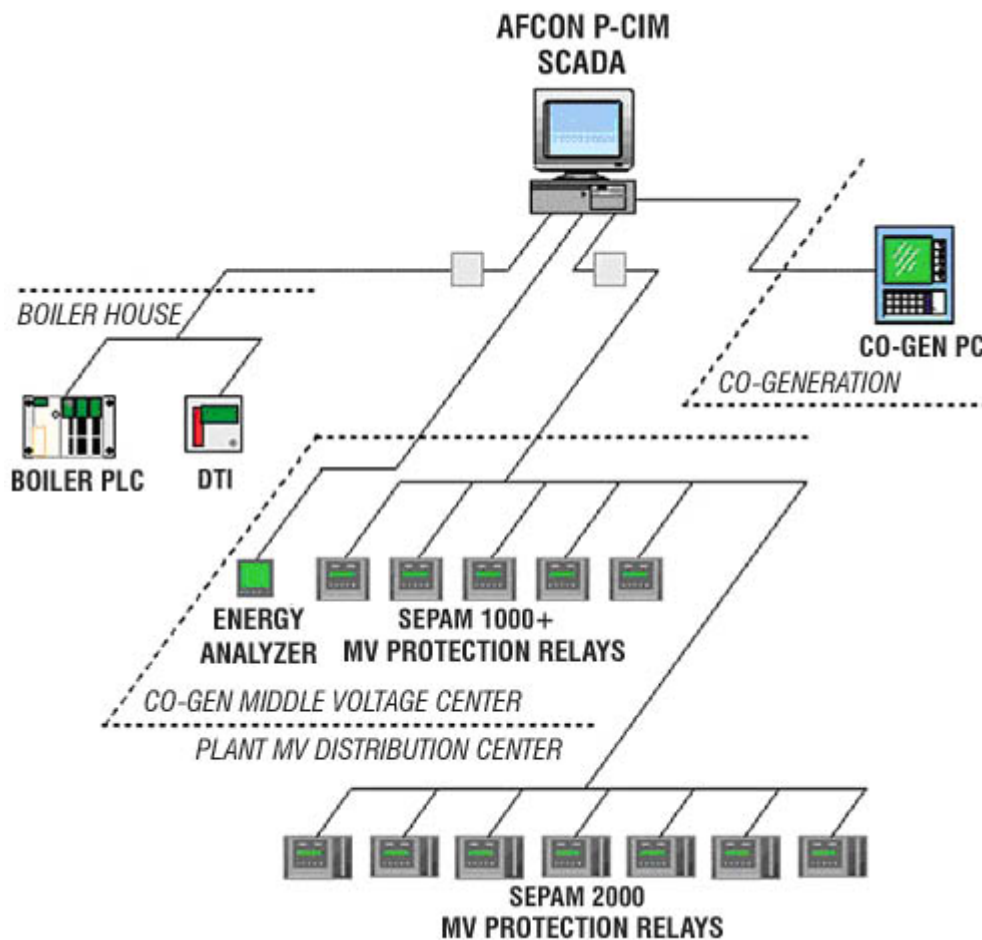 AFCON P-CIM
SCADA
BOILER HOUSE
CO-GEN PC
CO-GENERATION
BOILER PLC
DTI
ENERGY
ANALYZER
SEPAM 1000+
MV PROTECTION RELAYS
CO-GEN MIDDLE VOLTAGE CENTER
PLANT MV DISTRIBUTION CENTER
SEPAM 2000
MV PROTECTION RELAYS